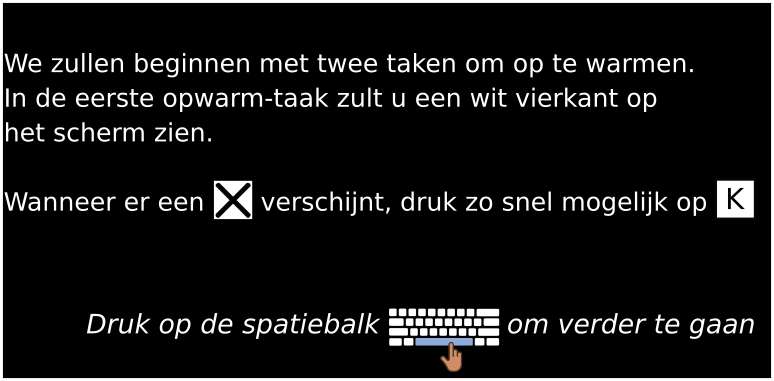 We zullen beginnen met twee taken om op te warmen.
In de eerste opwarm-taak zult u een wit vierkant op
het scherm zien.
Wanneer er een X verschijnt, druk zo snel mogelijk op K
Druk op de spatiebalk om verder te gaan